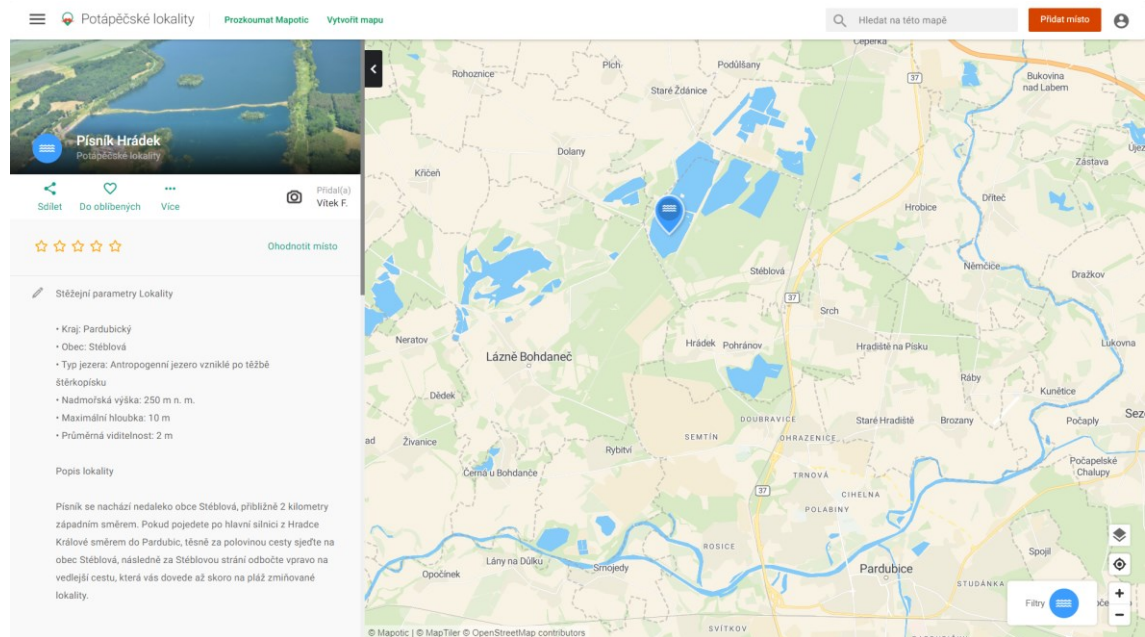 Potápěčské lokality
Prozkoumat Mapotic
Vytvořit mapu
Hledat na této mapě
Přidat místo
Písník Hrádek
Potápěčské lokality
Sdílet
Do oblíbených
Více
Přidal(a)
Vítek F.
Ohodnotit místo
Stěžejní parametry Lokality
• Kraj: Pardubický
• Obec: Stéblová
• Typ jezera: Antropogenní jezero vzniklé po těžbě
štěrkopísku
• Nadmořská výška: 250 m n. m.
• Maximální hloubka: 10 m
• Průměrná viditelnost: 2 m
Popis lokality
Písník se nachází nedaleko obce Stéblová, přibližně 2 kilometry
západním směrem. Pokud pojedete po hlavní silnici z Hradce
Králové směrem do Pardubic, těsně za polovinou cesty sjeďte na
obec Stéblová, následně za Stéblovou strání odbočte vpravo na
vedlejší cestu, která vás dovede až skoro na pláž zmiňované
lokality.
Čeperka
Plch
Podůlšany
Rohoznice
37
Bukovina
nad Labem
Staré Ždánice
Dolany
Újez
Zástava
Křičeň
Dříteč
Hrobice
Stéblová
Němčice
Dražkov
37
Srch
Neratov
Hrádek
Pohránov
Hradiště na Písku
Lukovna
Lázně Bohdaneč
Ráby
Kunětice
Dědek
DOUBRAVICE
Staré Hradiště
Brozany
Počaply
Sez
ad
Živanice
SEMTÍN
OHRAZENICE
Rybitví
Černá u Bohdanče
TRNOVÁ
Počapelské
Chalupy
37
CIHELNA
POLABINY
ROSICE
Spojil
Lány na Důlku
Srnojedy
Opočínek
Pardubice
STUDÁNKA
Filtry
SVÍTKOV
© Mapotic | © MapTiler © OpenStreetMap contributors